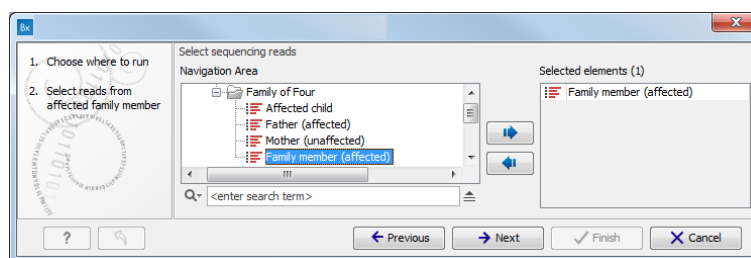 Bx
1. Choose where to run
2. Select reads from
affected family member
Select sequencing reads
Navigation Area
Family of Four
Affected child
Father (affected)
Mother (unaffected)
Family member (affected)
<enter search term>
Selected elements (1)
Family member (affected)
?
Previous
Next
Finish
Cancel